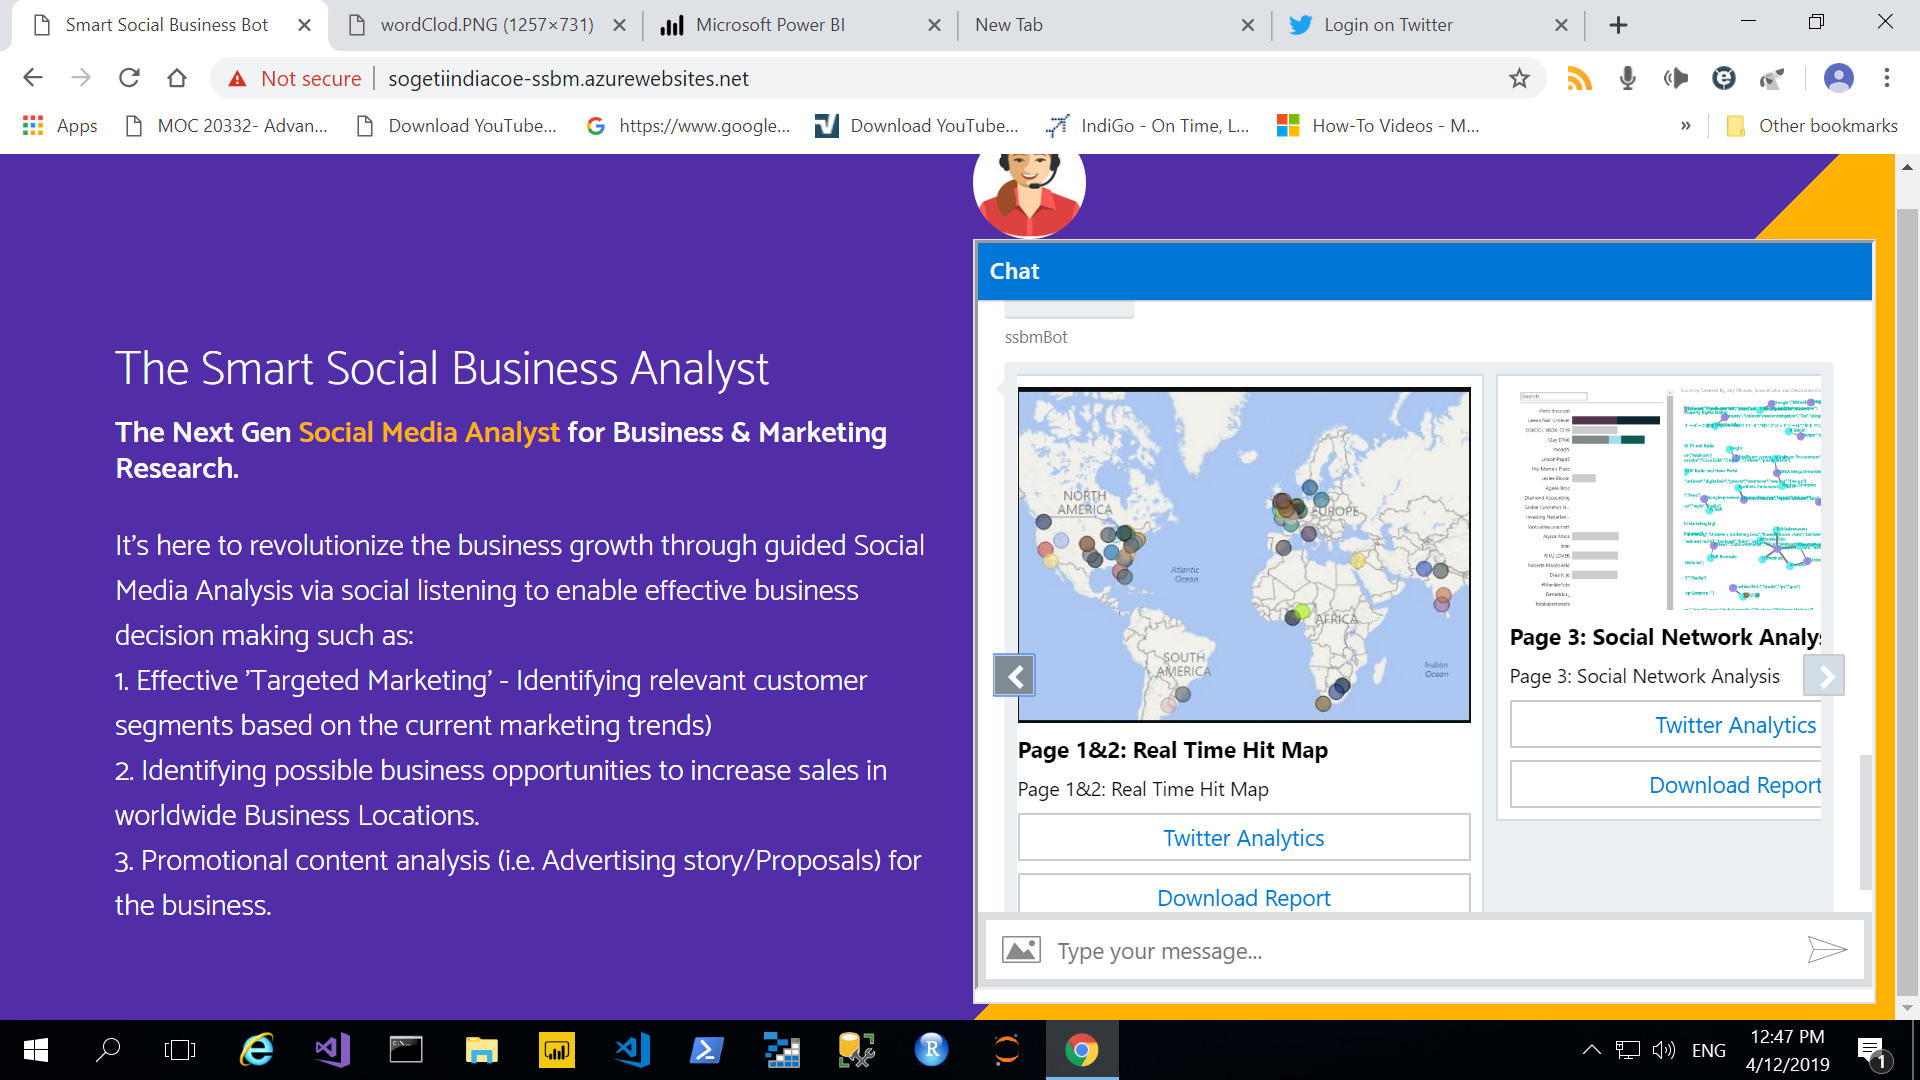 Smart Social Business Bot
wordClod.PNG (1257×731)
Microsoft Power BI
New Tab
Login on Twitter
Not secure
sogetiindiacoe-ssbm.azurewebsites.net
Apps
MOC 20332- Advan...
Download YouTube...
https://www.google...
Download YouTube...
IndiGo - On Time, L...
How-To Videos - M...
»
Other bookmarks
The Smart Social Business Analyst
The Next Gen Social Media Analyst for Business & Marketing
Research.
It's here to revolutionize the business growth through guided Social
Media Analysis via social listening to enable effective business
decision making such as:
1. Effective 'Targeted Marketing' - Identifying relevant customer
segments based on the current marketing trends)
2. Identifying possible business opportunities to increase sales in
worldwide Business Locations.
3. Promotional content analysis (i.e. Advertising story/Proposals) for
the business.
Chat
ssbmBot
NORTH
AMERICA
EUROPE
Atlantic
Ocean
AFRICA
SOUTH
AMERICA
Indian
Ocean
Page 1&2: Real Time Hit Map
Page 1&2: Real Time Hit Map
Twitter Analytics
Download Report
Search
Page 3: Social Network Analys
Page 3: Social Network Analysis
Twitter Analytics
Download Report
Type your message...
ENG
12:47 PM
4/12/2019
1